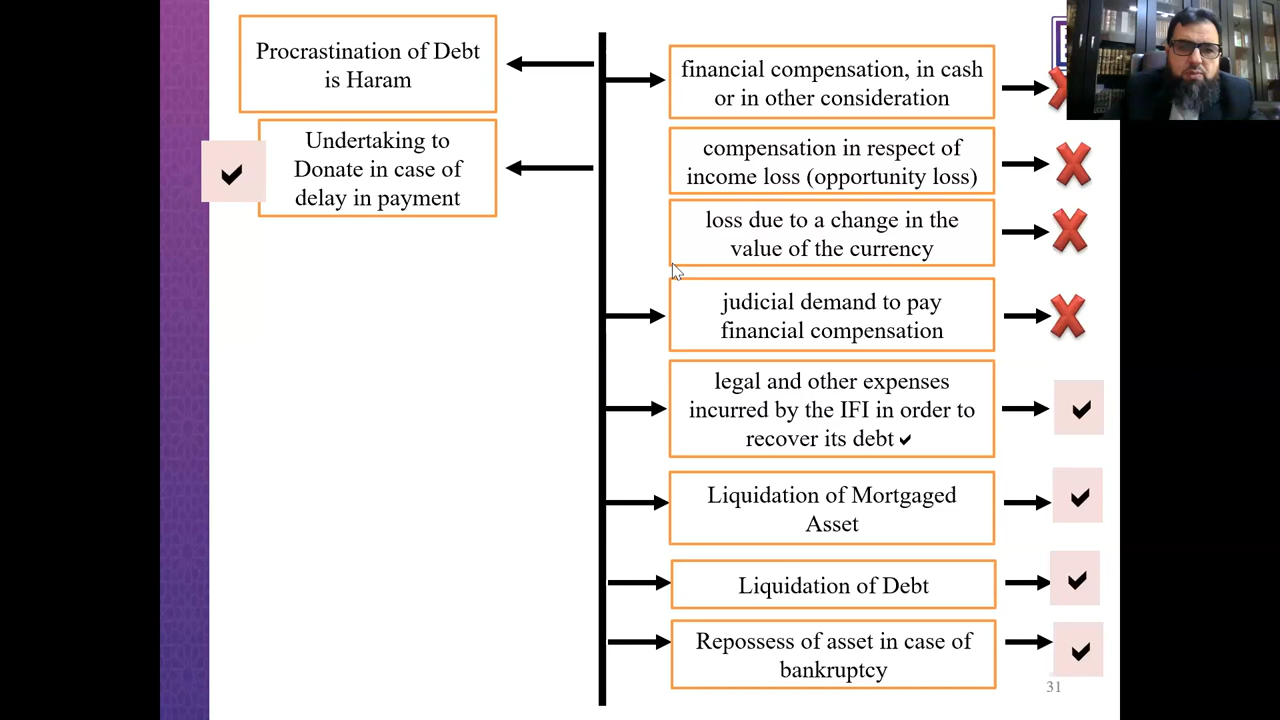 Procrastination of Debt
is Haram
Undertaking to
Donate in case of
delay in payment
financial compensation, in cash
or in other consideration
compensation in respect of
income loss (opportunity loss)
loss due to a change in the
value of the currency
judicial demand to pay
financial compensation
legal and other expenses
incurred by the IFI in order to
recover its debt ✔
Liquidation of Mortgaged
Asset
Liquidation of Debt
Repossess of asset in case of
bankruptcy
31